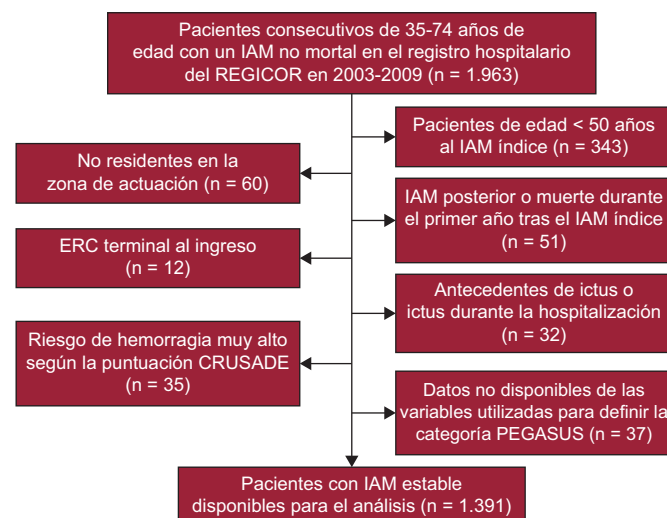 Pacientes consecutivos de 35-74 años de
edad con un IAM no mortal en el registro hospitalario
del REGICOR en 2003-2009 (n = 1.963)
Pacientes de edad < 50 años
al IAM índice (n = 343)
No residentes en la
zona de actuación (n = 60)
IAM posterior o muerte durante
el primer año tras el IAM índice
(n = 51)
ERC terminal al ingreso
(n = 12)
Antecedentes de ictus o
ictus durante la hospitalización
(n = 32)
Riesgo de hemorragia muy alto
según la puntuación CRUSADE
(n = 35)
Datos no disponibles de las
variables utilizadas para definir la
categoría PEGASUS (n = 37)
Pacientes con IAM estable
disponibles para el análisis (n = 1.391)